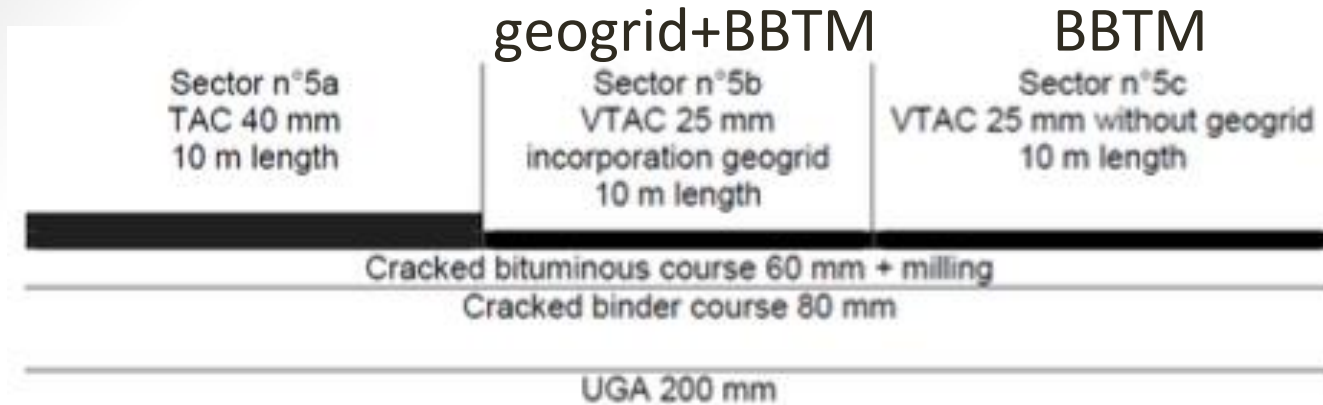 geogrid+BBTM
BBTM
Sector n°5a
TAC 40 mm
10 m length
Sector n°5b
VTAC 25 mm
incorporation geogrid
10 m length
Sector n°5c
VTAC 25 mm without geogrid
10 m length
Cracked bituminous course 60 mm + milling
Cracked binder course 80 mm
UGA 200 mm